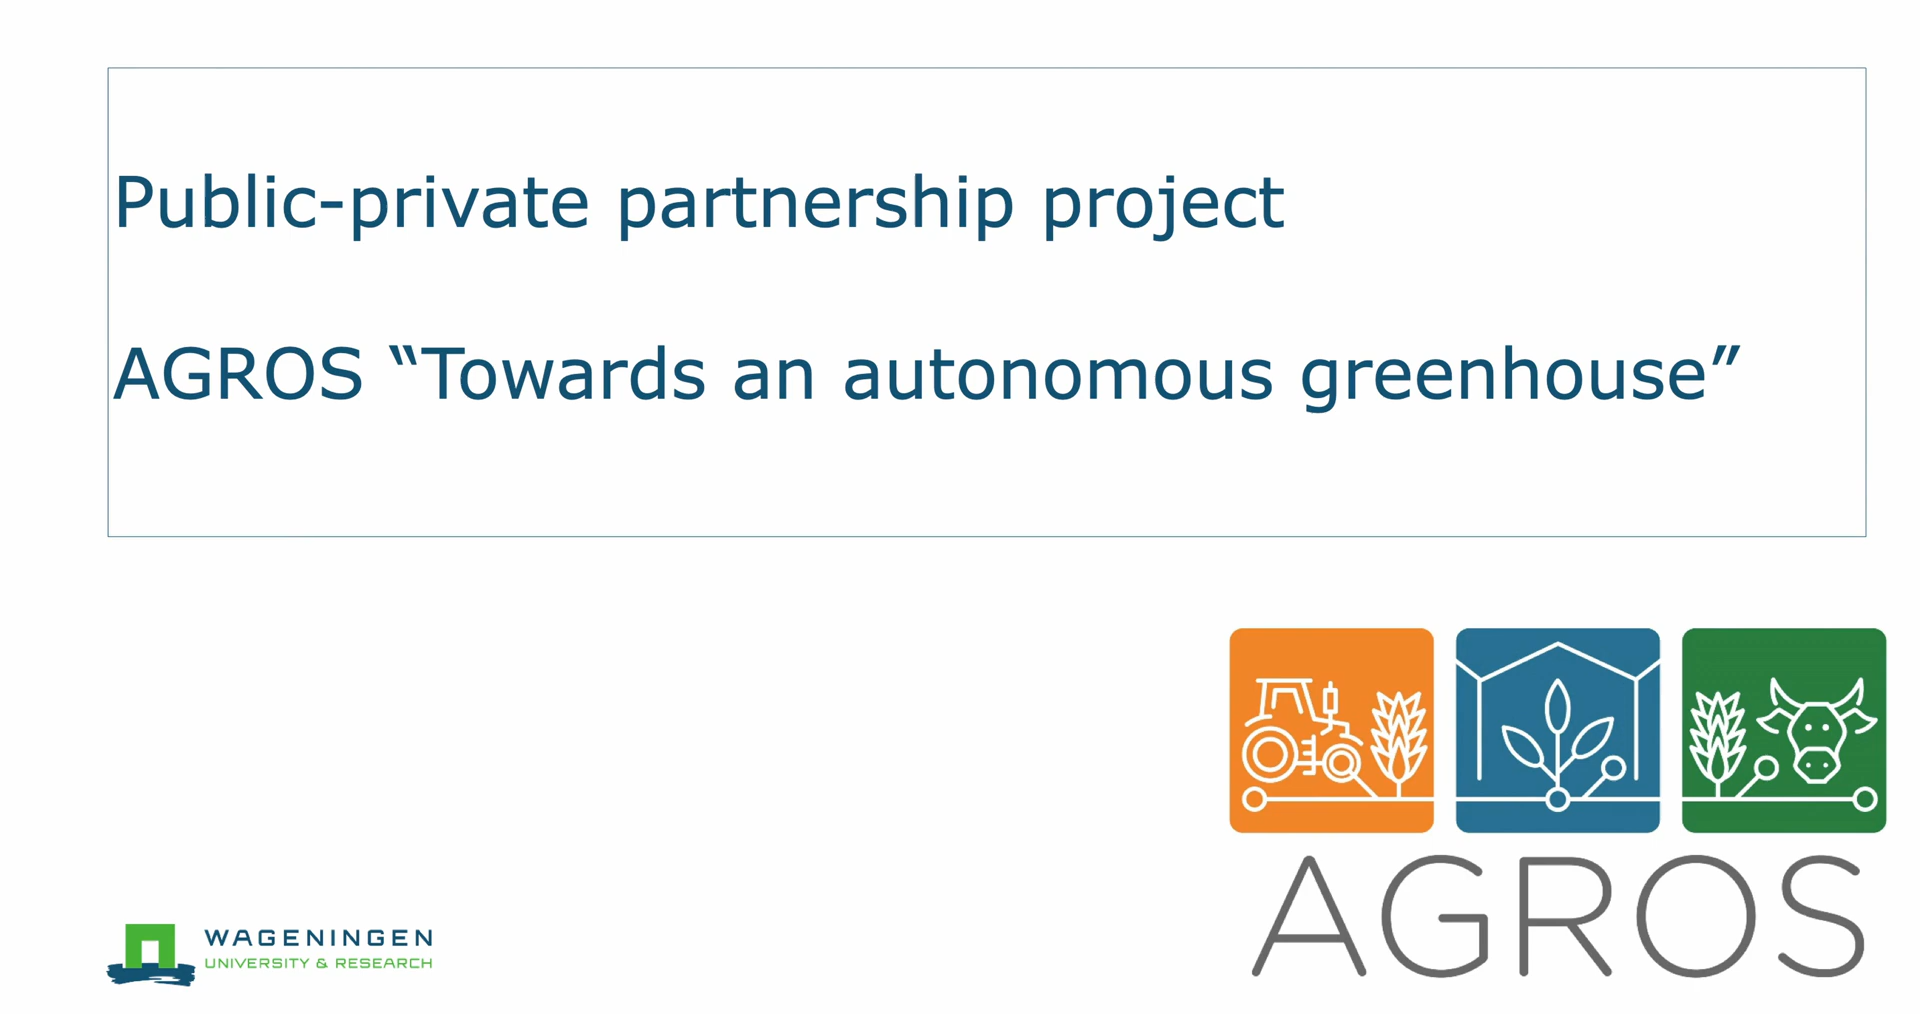 Public-private partnership project
AGROS “Towards an autonomous greenhouse”
AGROS
WAGENINGEN
UNIVERSITY & RESEARCH